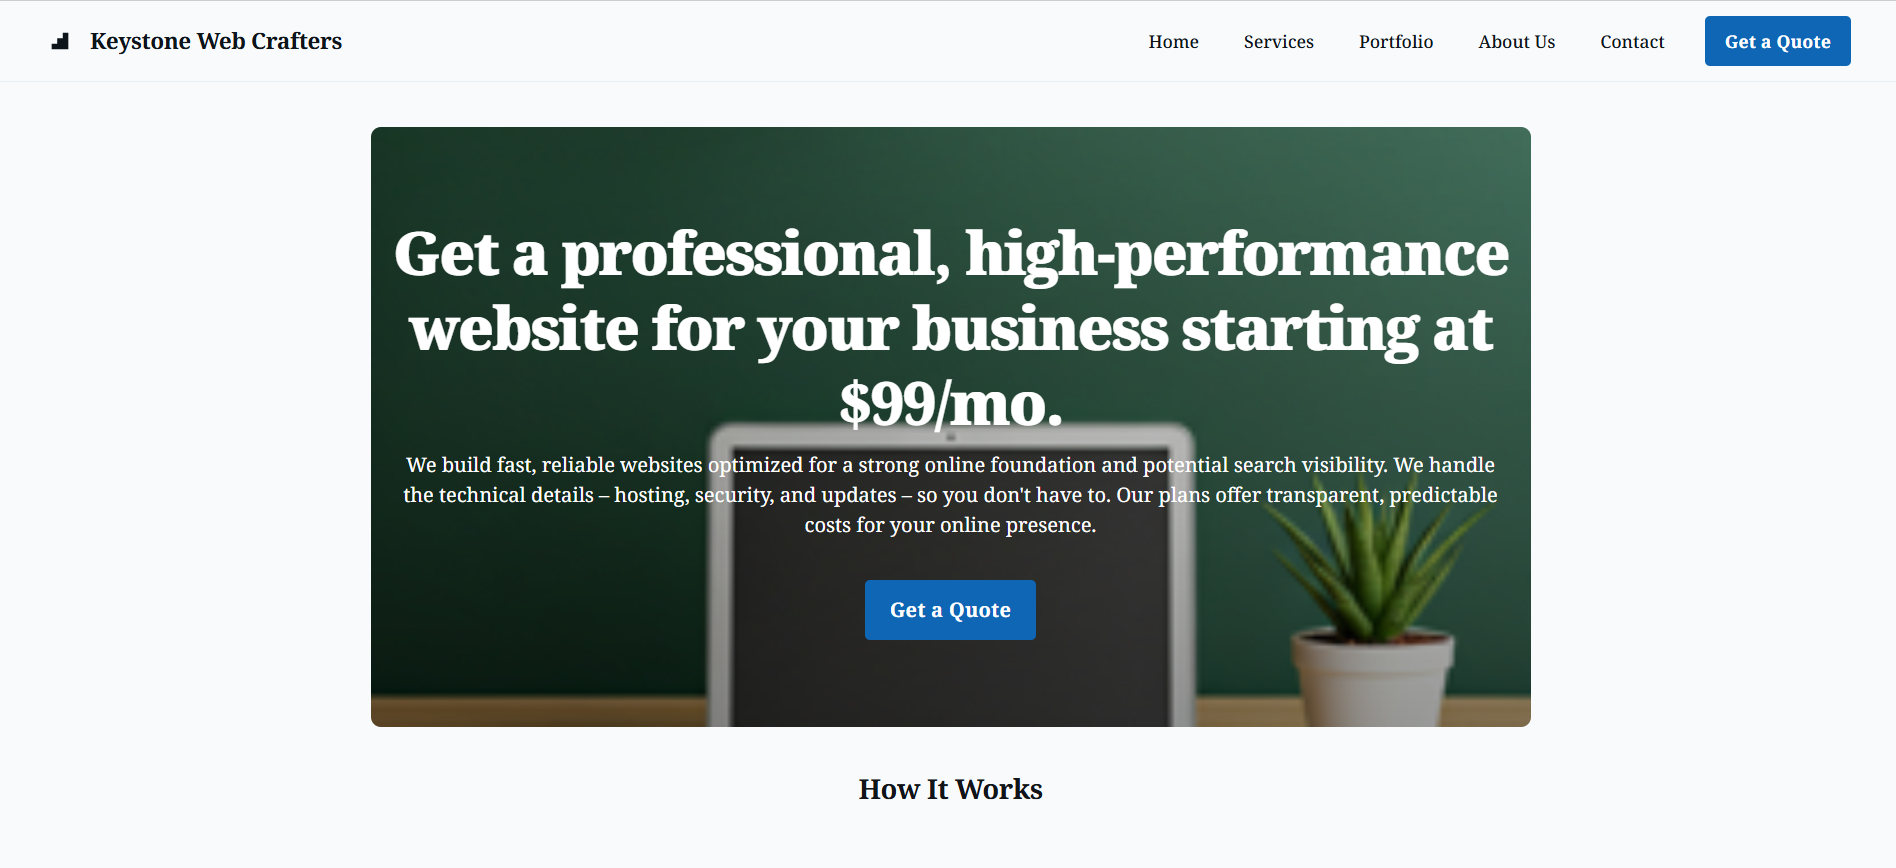 Keystone Web Crafters
Home
Services
Portfolio
About Us
Contact
Get a Quote
Get a professional, high-performance
website for your business starting at
$99/mo.
We build fast, reliable websites optimized for a strong online foundation and potential search visibility. We handle
the technical details – hosting, security, and updates – so you don't have to. Our plans offer transparent, predictable
costs for your online presence.
Get a Quote
How It Works